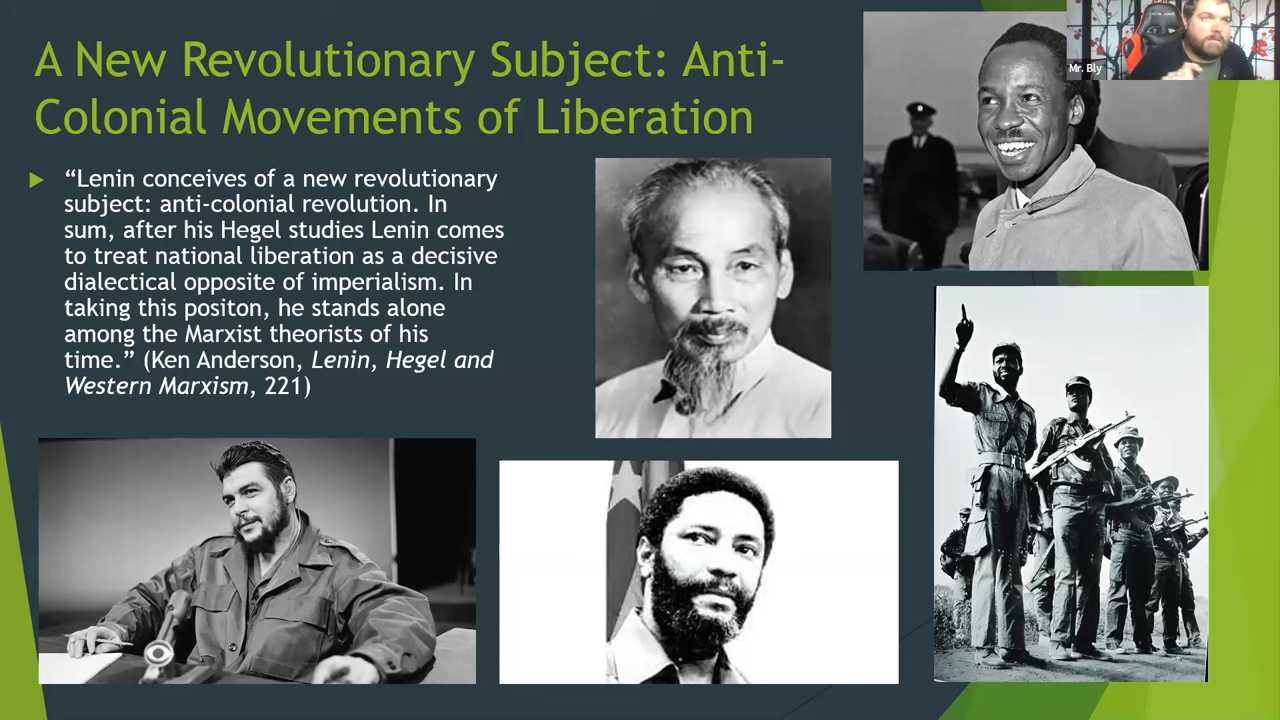 A New Revolutionary Subject: Anti-
Colonial Movements of Liberation
“Lenin conceives of a new revolutionary
subject: anti-colonial revolution. In
sum, after his Hegel studies Lenin comes
to treat national liberation as a decisive
dialectical opposite of imperialism. In
taking this positon, he stands alone
among the Marxist theorists of his
time.” (Ken Anderson, Lenin, Hegel and
Western Marxism, 221)
Mr. Bly